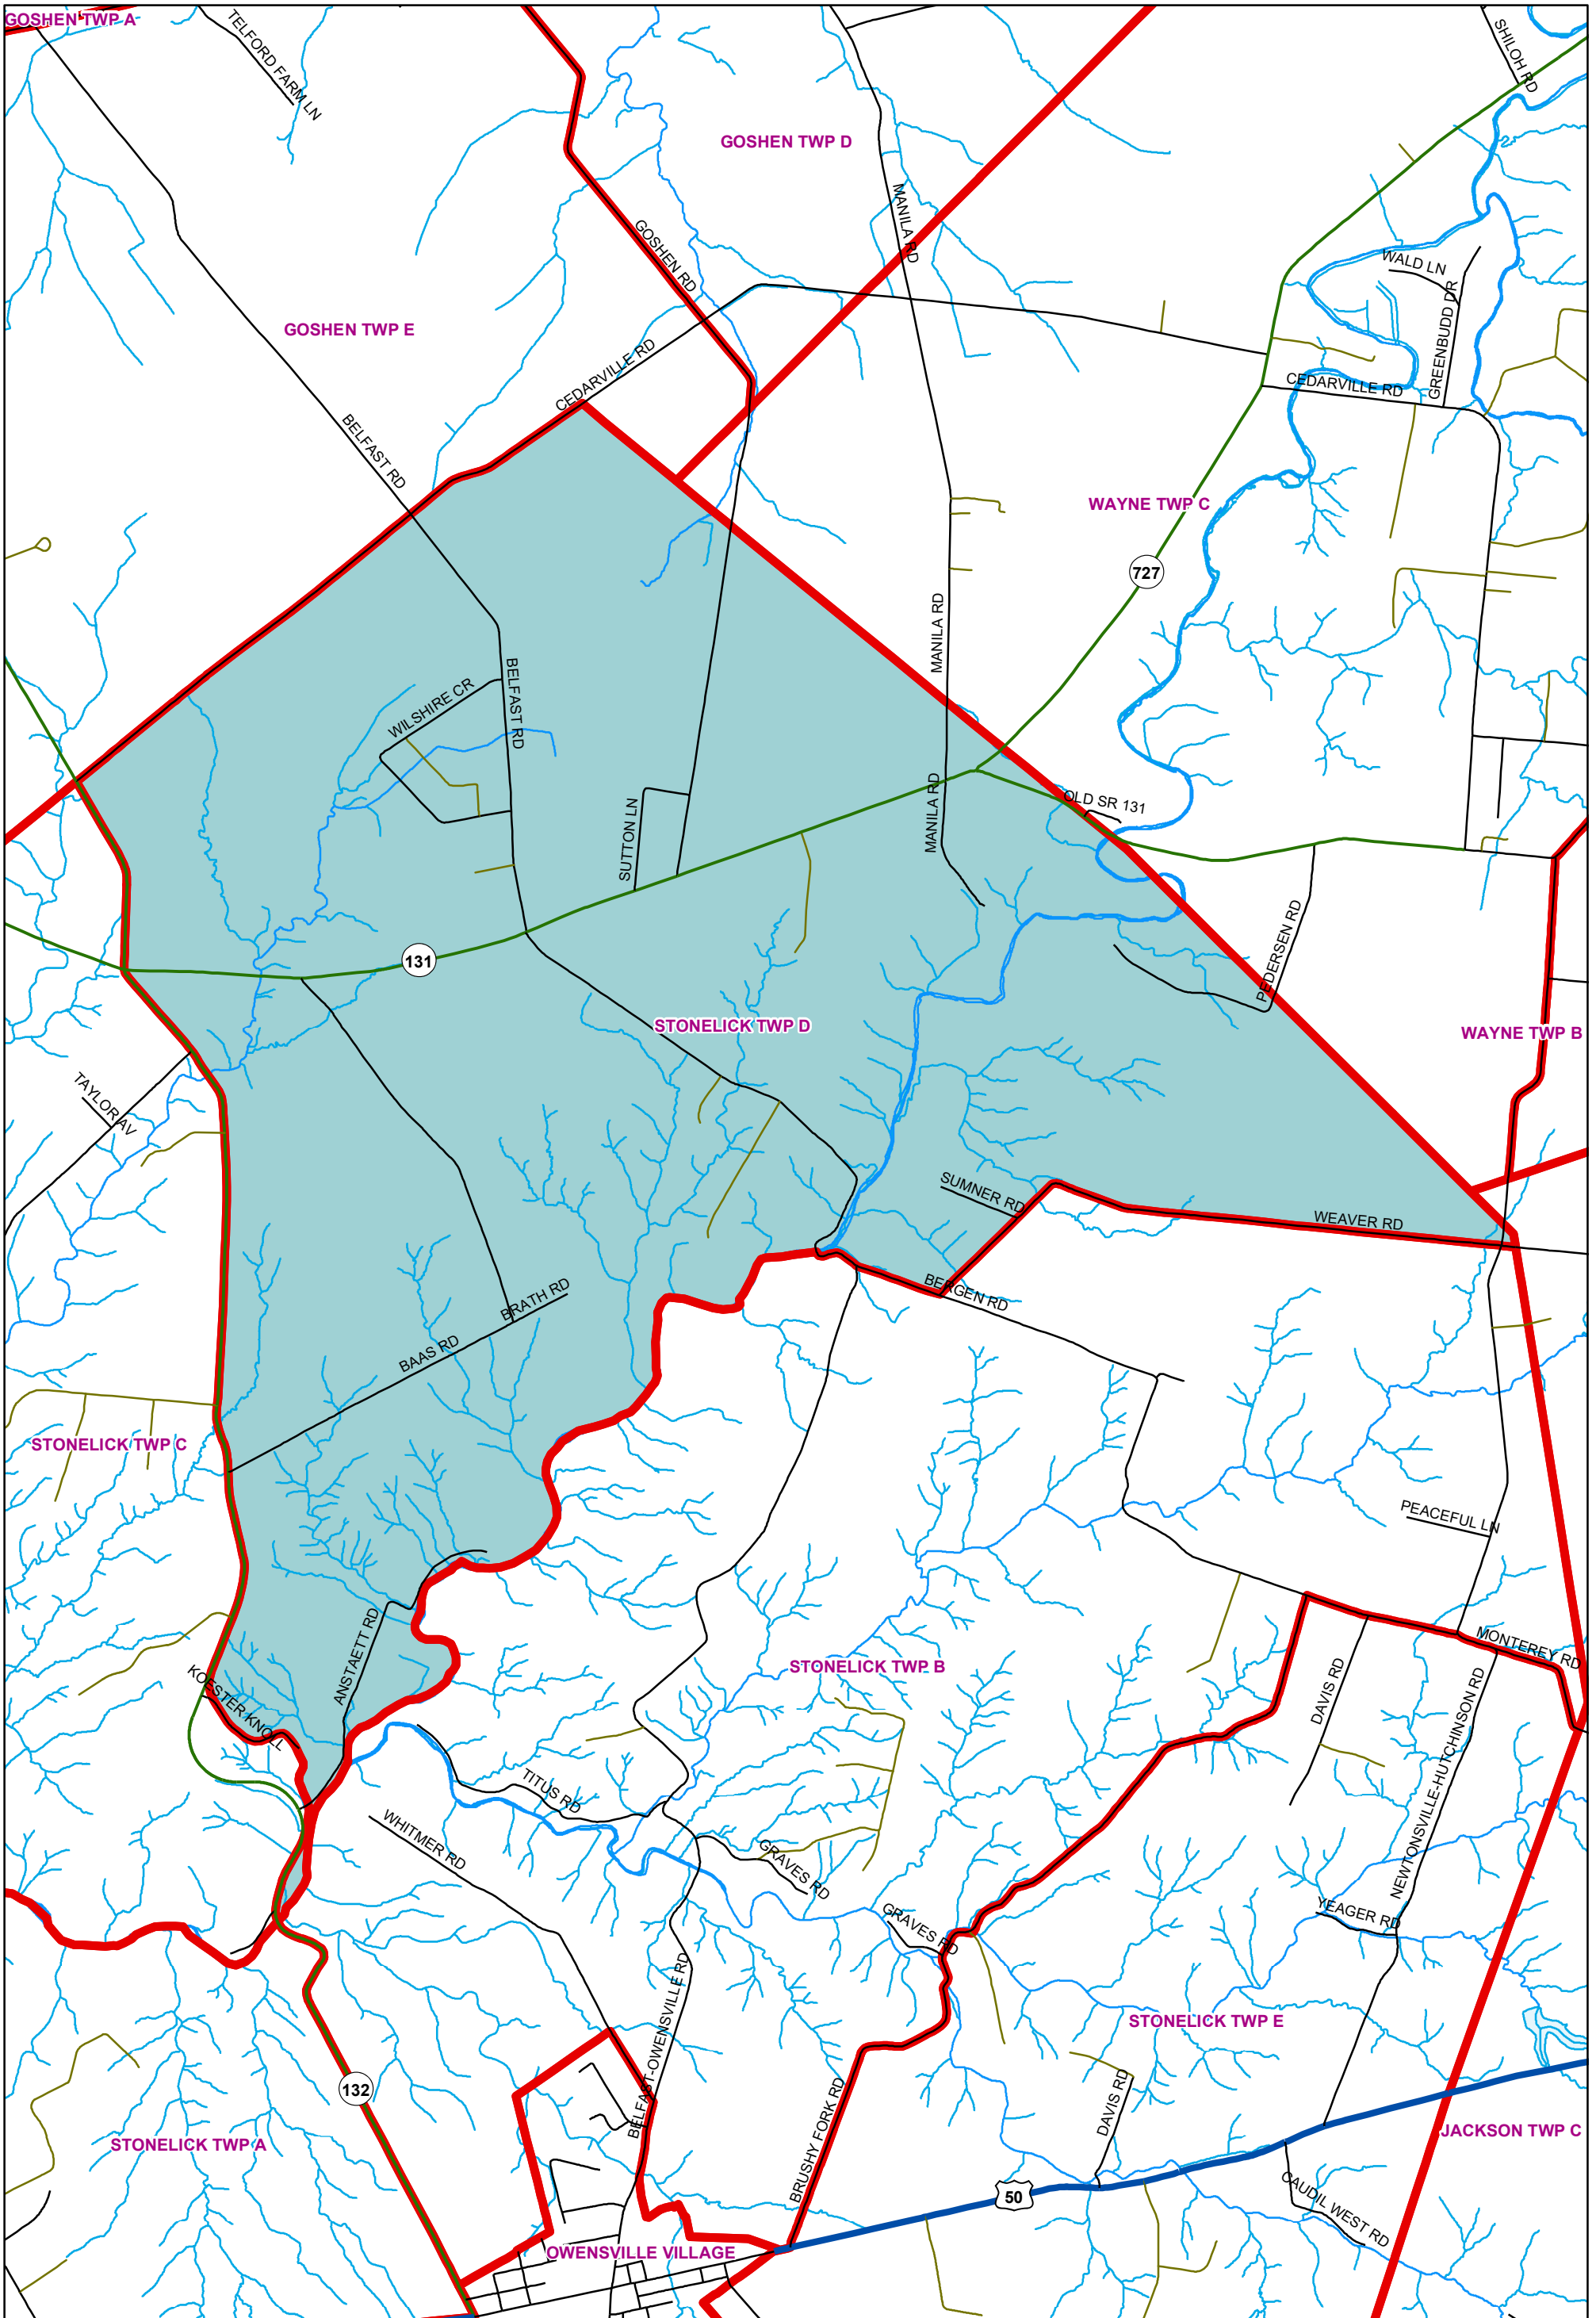 GOSHEN TWP A
TELFORD FARM LN
SHILOH RD
GOSHEN TWP D
MANILA RD
GOSHEN RD
WALD LN
GREENBUDD DR
GOSHEN TWP E
CEDARVILLE RD
CEDARVILLE RD
BELFAST RD
WAYNE TWP C
727
MANILA RD
BELFAST RD
WILSHIRE CR
MANILA RD
OLD SR 131
SUTTON LN
PEDERSEN RD
131
STONELICK TWP D
WAYNE TWP B
TAYLOR AV
SUMNER RD
WEAVER RD
BERGEN RD
BRATH RD
BAAS RD
STONELICK TWP C
PEACEFUL LN
ANSTAETT RD
MONTEREY RD
STONELICK TWP B
DAVIS RD
KOESTER KNOLL
NEWTONSVILLE-HUTCHINSON RD
TITUS RD
WHITMER RD
GRAVES RD
GRAVES RD
YEAGER RD
BELFAST-OWENSVILLE RD
STONELICK TWP E
132
DAVIS RD
BRUSHY FORK RD
STONELICK TWP A
JACKSON TWP C
50
CAUDIL WEST RD
OWENSVILLE VILLAGE